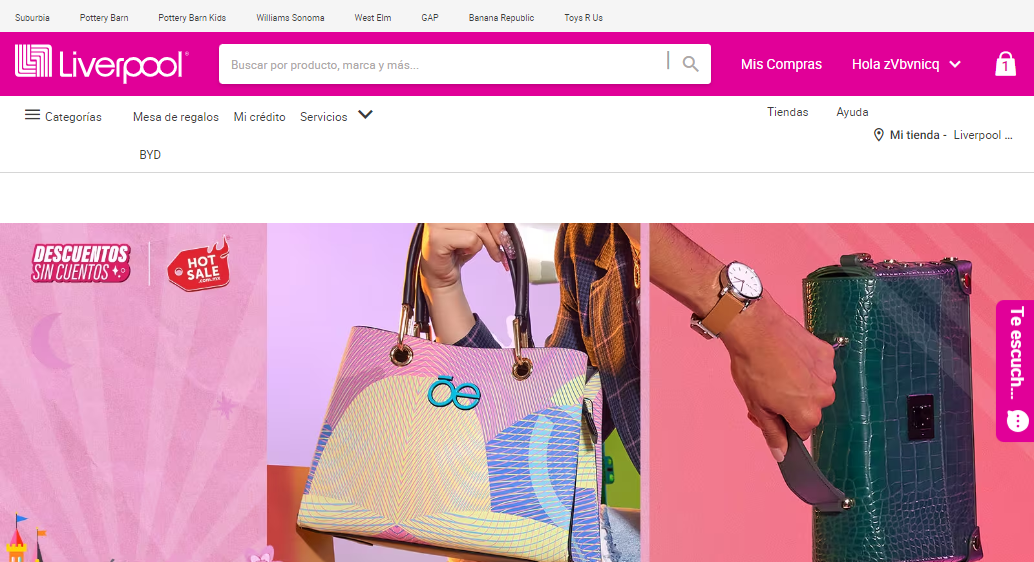 Suburbia Pottery Barn Pottery Barn Kids Williams Sonoma West Elm GAP Banana Republic Toys R Us
Liverpool®
Buscar por producto, marca y más...
Mis Compras
Hola zVbvnicq
1
Categorías
Mesa de regalos
Mi crédito
Servicios
Tiendas
Ayuda
Mi tienda - Liverpool ...
BYD
DESCUENTOS
SIN CUENTOS
HOT
SALE
.COM.MX
Te escuch...